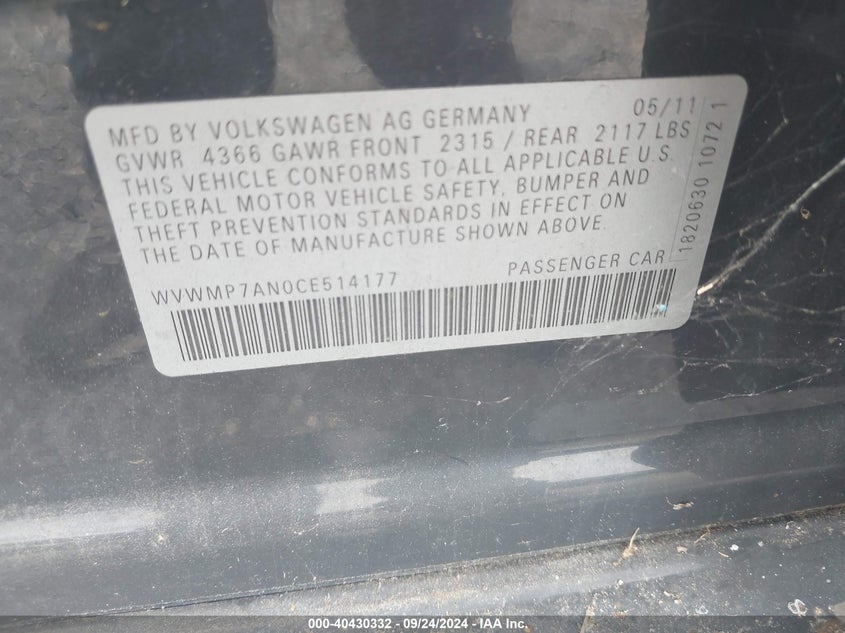 MFD BY VOLKSWAGEN AG GERMANY 05/11
GVWR 4366 GAWR FRONT 2315 / REAR 2117 LBS
THIS VEHICLE CONFORMS TO ALL APPLICABLE U.S.
FEDERAL MOTOR VEHICLE SAFETY, BUMPER AND
THEFT PREVENTION STANDARDS IN EFFECT ON
THE DATE OF MANUFACTURE SHOWN ABOVE.
WVWMP7AN0CE514177 PASSENGER CAR
1820630 1072 1
000-40430332 - 09/24/2024 - IAA Inc.